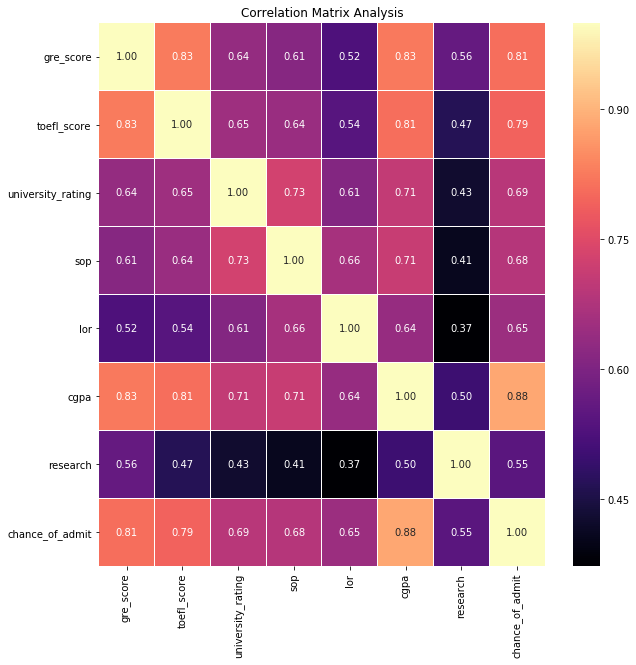 Correlation Matrix Analysis
gre_score 1.00 0.83 0.64 0.61 0.52 0.83 0.56 0.81
0.90
toefl_score 0.83 1.00 0.65 0.64 0.54 0.81 0.47 0.79
university_rating 0.64 0.65 1.00 0.73 0.61 0.71 0.43 0.69
0.75
sop 0.61 0.64 0.73 1.00 0.66 0.71 0.41 0.68
lor 0.52 0.54 0.61 0.66 1.00 0.64 0.37 0.65
0.60
cgpa 0.83 0.81 0.71 0.71 0.64 1.00 0.50 0.88
research 0.56 0.47 0.43 0.41 0.37 0.50 1.00 0.55
0.45
chance_of_admit 0.81 0.79 0.69 0.68 0.65 0.88 0.55 1.00
gre_score
toefl_score
university_rating
sop
lor
cgpa
research
chance_of_admit